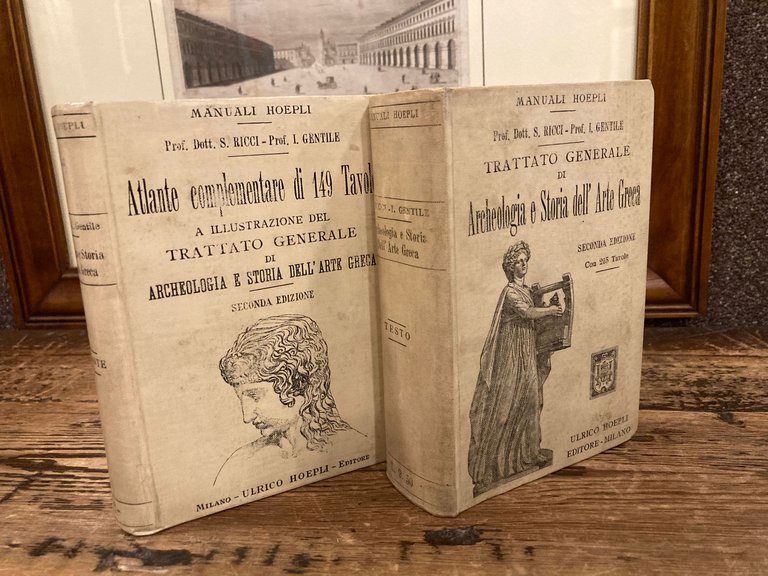 MANUALI HOEPLI
Prof. Dott. S. RICCI - Prof. I. GENTILE
Atlante complementare di 149 Tavole
A ILLUSTRAZIONE DEL
TRATTATO GENERALE
DI
ARCHEOLOGIA E STORIA DELL'ARTE GRECA
SECONDA EDIZIONE
MILANO - ULRICO HOEPLI - EDITORE
Gentile
Storia
Greca
MANUALI HOEPLI
I. GENTILE
e Storia
dell'Arte Greca
TESTO
MANUALI HOEPLI
Prof. Dott. S. RICCI - Prof. I. GENTILE
TRATTATO GENERALE
DI
Archeologia e Storia dell'Arte Greca
SECONDA EDIZIONE
Con 215 Tavole
ULRICO HOEPLI
EDITORE - MILANO